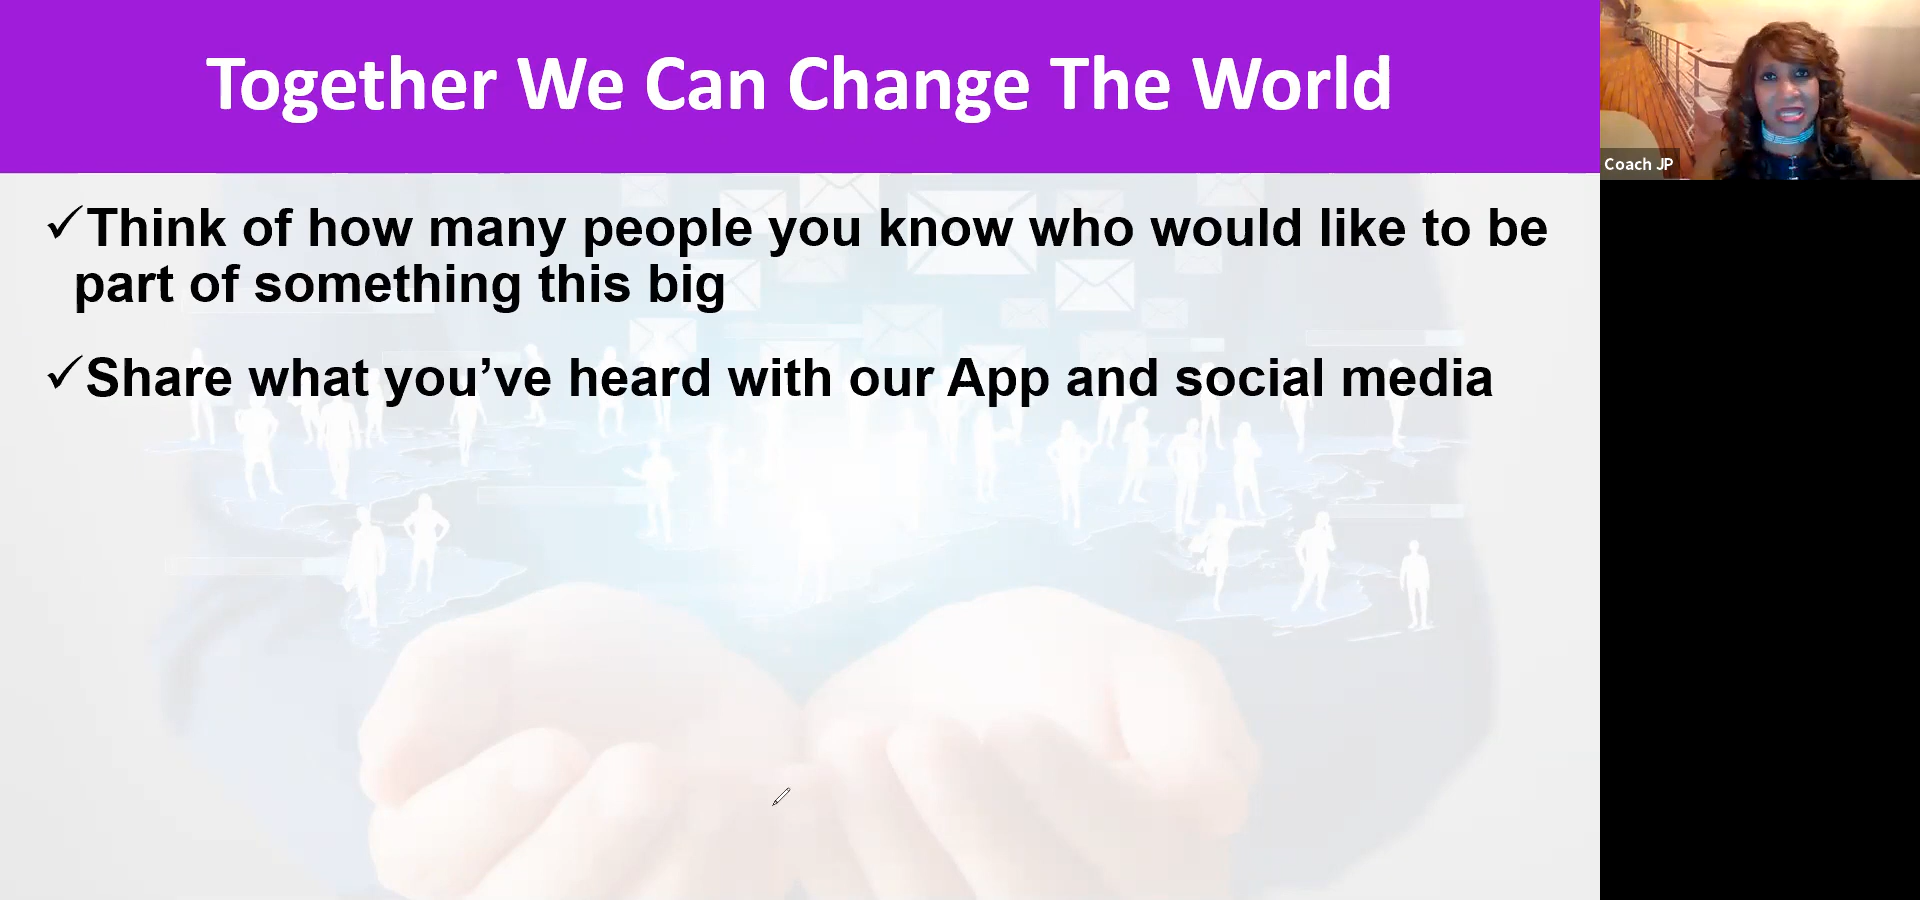 Together We Can Change The World
Coach JP
✓Think of how many people you know who would like to be
part of something this big
✓Share what you’ve heard with our App and social media